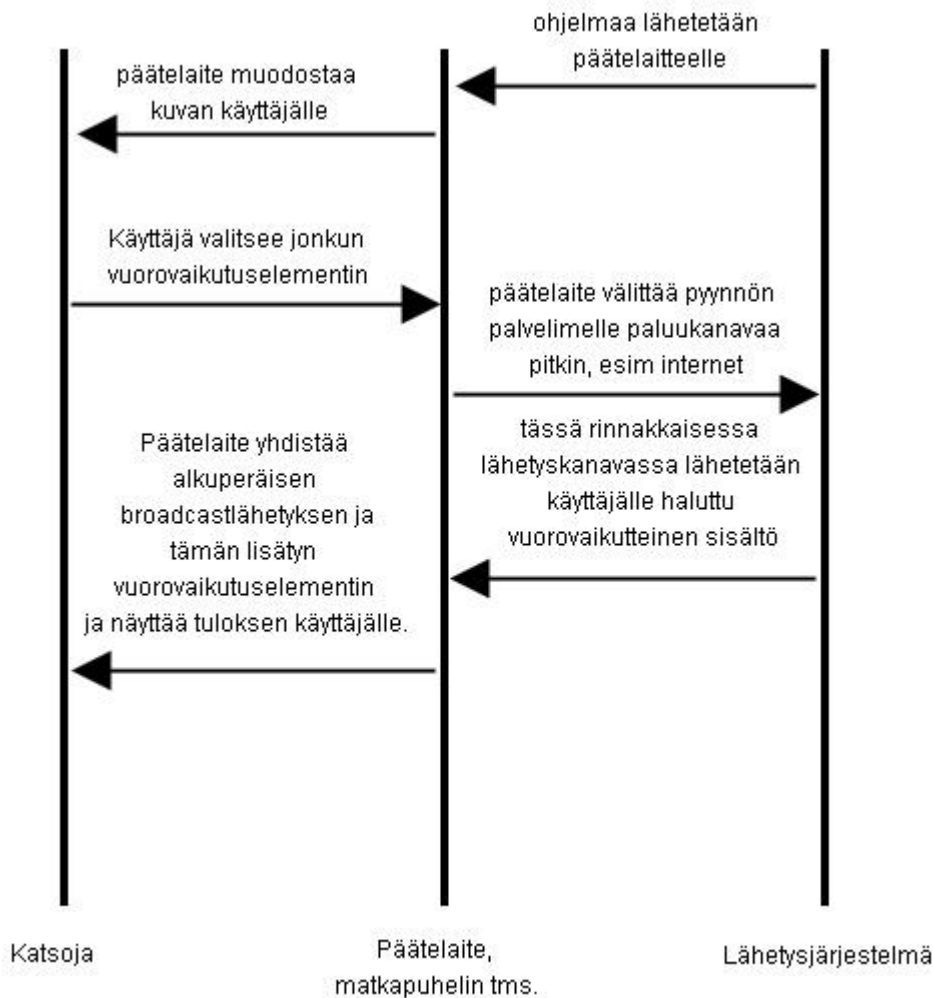 ohjelmaa lähetetään
päätelaitteelle
päätelaite muodostaa
kuvan käyttäjälle
Käyttäjä valitsee jonkun
vuorovaikutuselementin
päätelaite välittää pyynnön
palvelimelle paluukanavaa
pitkin, esim internet
tässä rinnakkaisessa
lähetyskanavassa lähetetään
käyttäjälle haluttu
vuorovaikutteinen sisältö
Päätelaite yhdistää
alkuperäisen
broadcastlähetyksen ja
tämän lisätyn
vuorovaikutuselementin
ja näyttää tuloksen käyttäjälle.
Katsoja
Päätelaite,
matkapuhelin tms.
Lähetysjärjestelmä